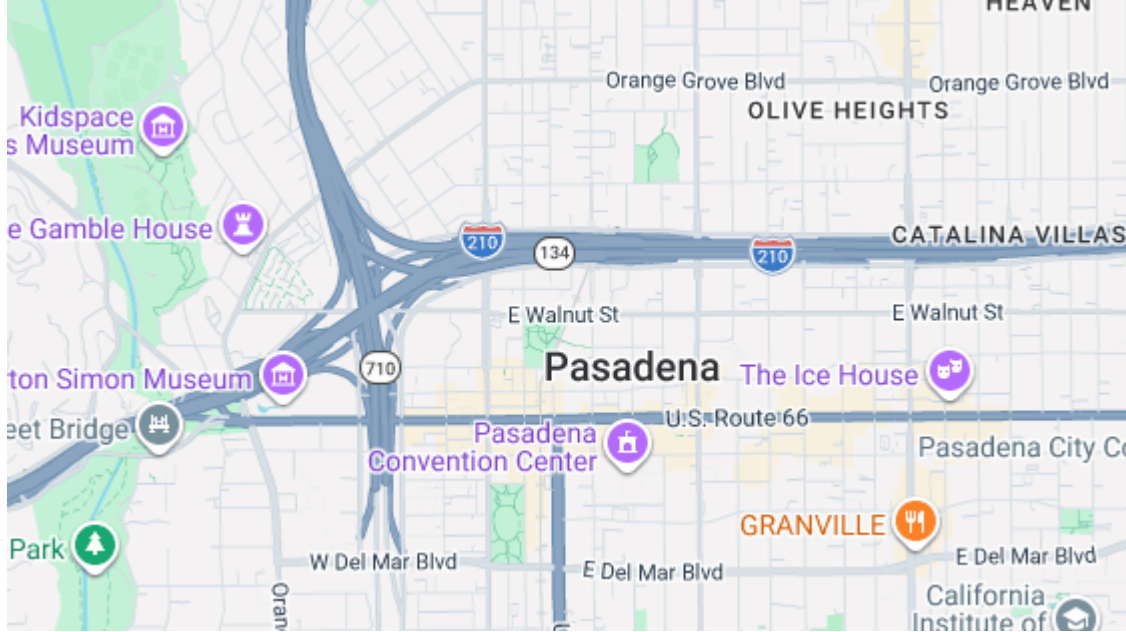 HEAVEN
Orange Grove Blvd
Orange Grove Blvd
OLIVE HEIGHTS
Kidspace
s Museum
e Gamble House
210
134
210
CATALINA VILLAS
E Walnut St
E Walnut St
710
Pasadena
The Ice House
ton Simon Museum
U.S. Route 66
eet Bridge
Pasadena
Convention Center
Pasadena City Co
GRANVILLE
Park
W Del Mar Blvd
E Del Mar Blvd
E Del Mar Blvd
Oran
California
Institute of